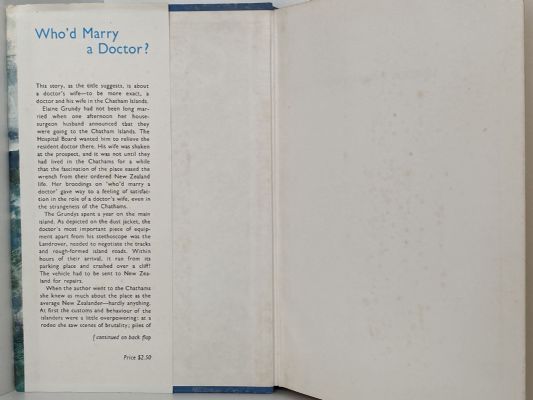 Who'd Marry
a Doctor?
This story, as the title suggests, is about
a doctor's wife—to be more exact, a
doctor and his wife in the Chatham Islands.
Elaine Grundy had not been long mar-
ried when one afternoon her house-
surgeon husband announced that they
were going to the Chatham Islands. The
Hospital Board wanted him to relieve the
resident doctor there. His wife was shaken
at the prospect, and it was not until they
had lived in the Chathams for a while
that the fascination of the place eased the
wrench from their ordered New Zealand
life. Her broodings on 'who'd marry a
doctor' gave way to a feeling of satisfac-
tion in the role of a doctor's wife, even in
the strangeness of the Chathams.
The Grundys spent a year on the main
island. As depicted on the dust jacket, the
doctor's most important piece of equip-
ment apart from his stethoscope was the
Landrover, needed to negotiate the tracks
and rough-formed island roads. Within
hours of their arrival, it ran from its
parking place and crashed over a cliff!
The vehicle had to be sent to New Zea-
land for repairs.
When the author went to the Chathams
she knew as much about the place as the
average New Zealander—hardly anything.
At first the customs and behaviour of the
islanders were a little overpowering: at a
rodeo she saw scenes of brutality; piles of
[continued on back flap
Price $2.50